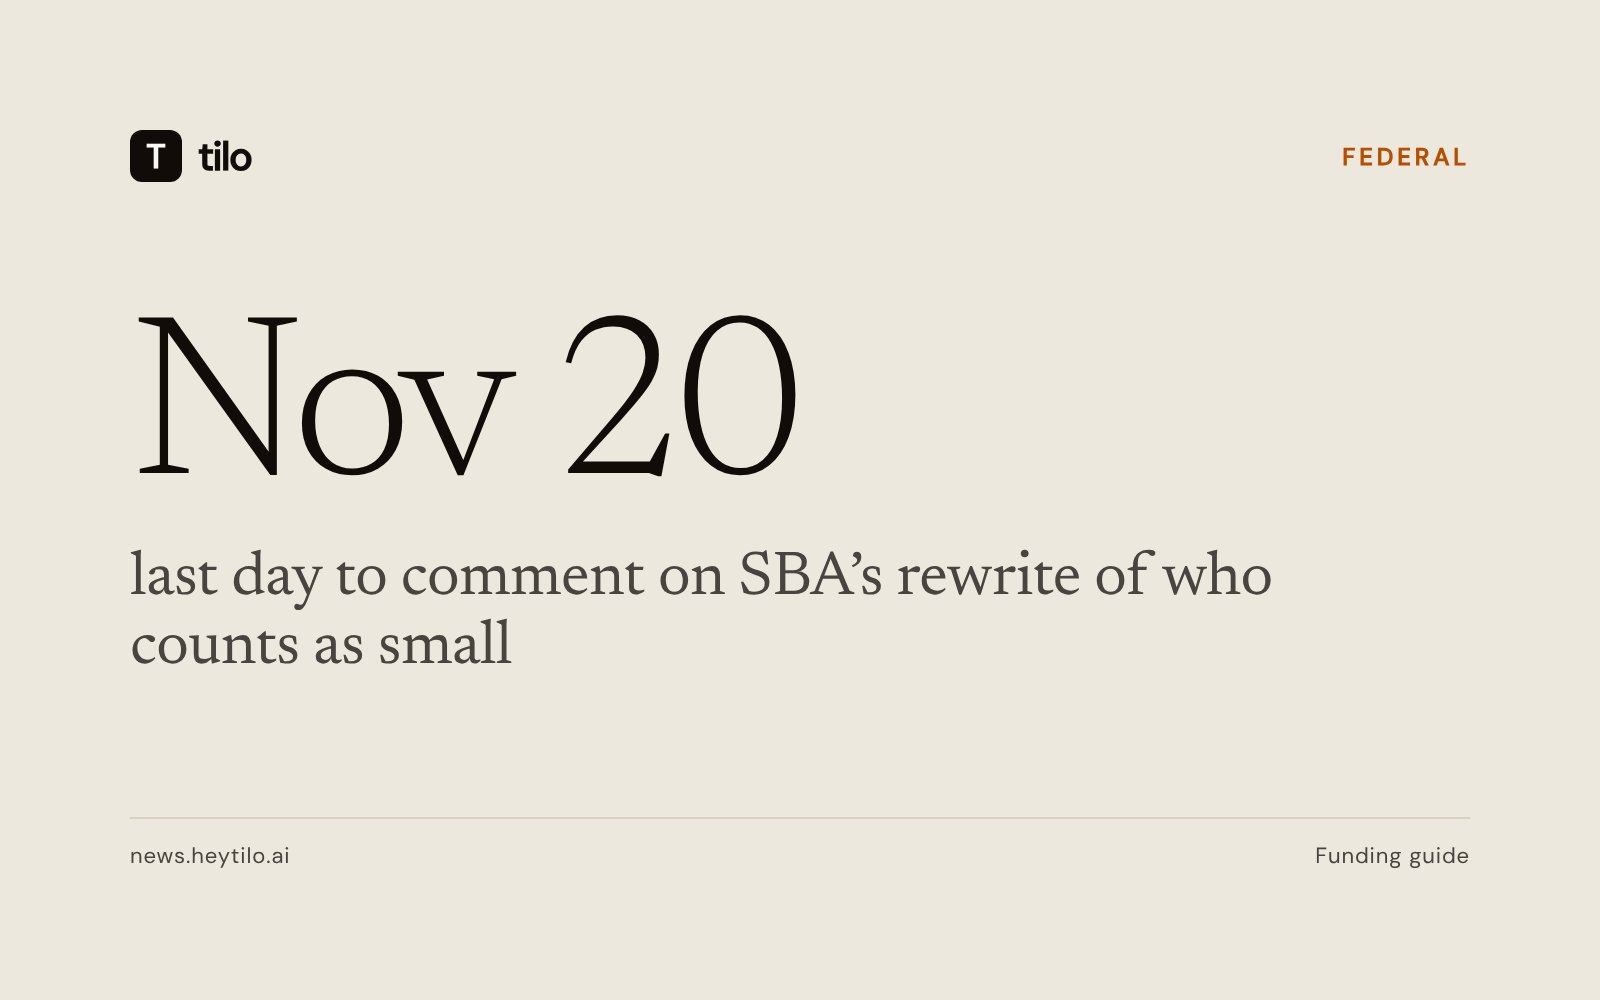 T tilo
FEDERAL
Nov 20
last day to comment on SBA’s rewrite of who
counts as small
news.heytilo.ai
Funding guide